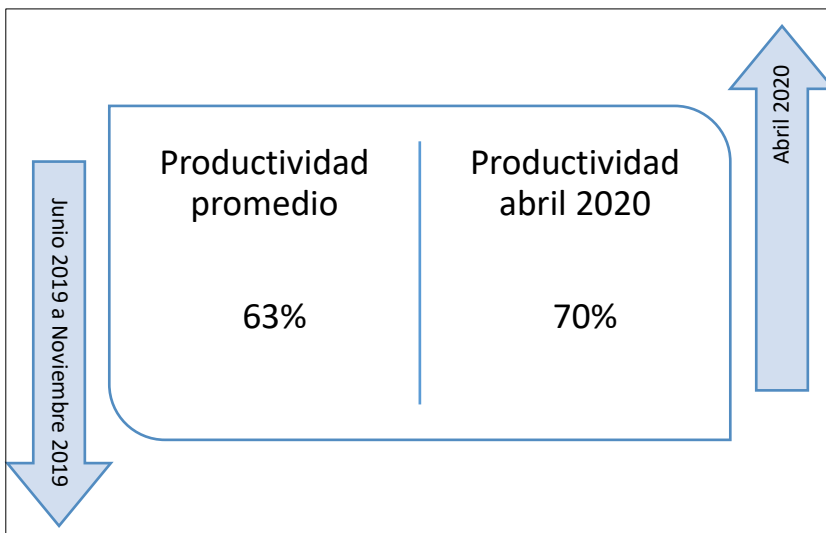 Junio 2019 a Noviembre 2019
Productividad
promedio
63%
Productividad
abril 2020
70%
Abril 2020